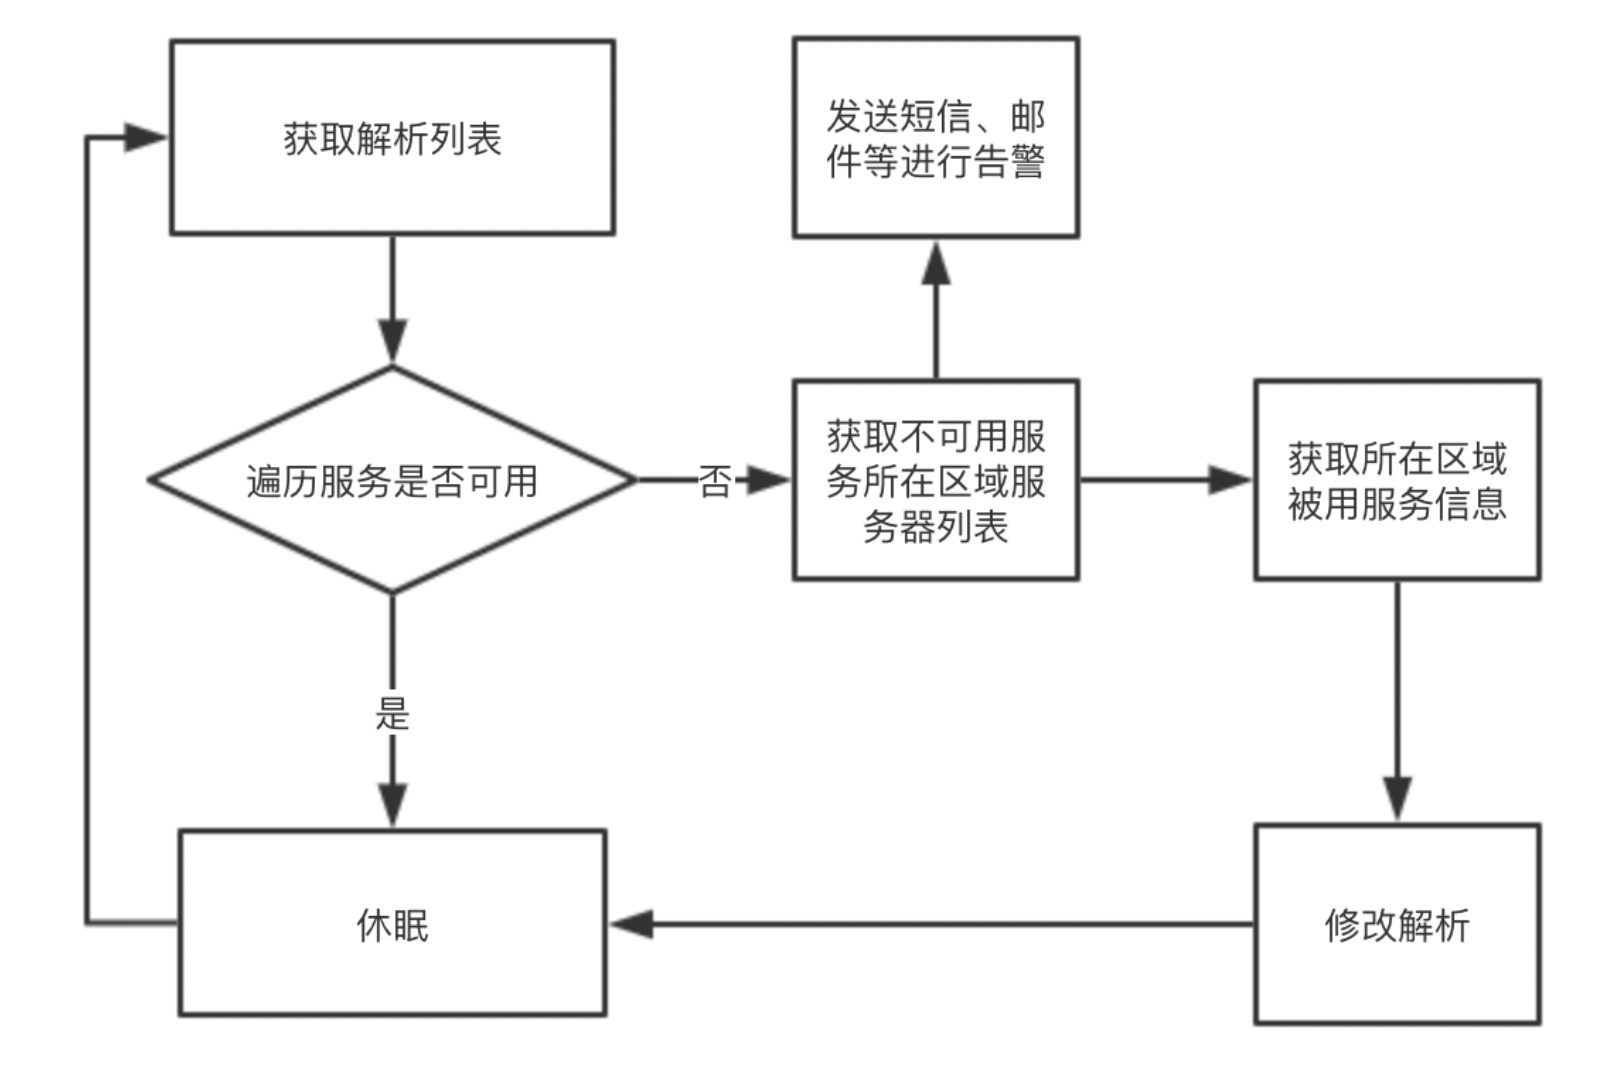 获取解析列表
发送短信、邮
件等进行告警
遍历服务是否可用
否
获取不可用服
务所在区域服
务器列表
获取所在区域
被用服务信息
是
休眠
修改解析